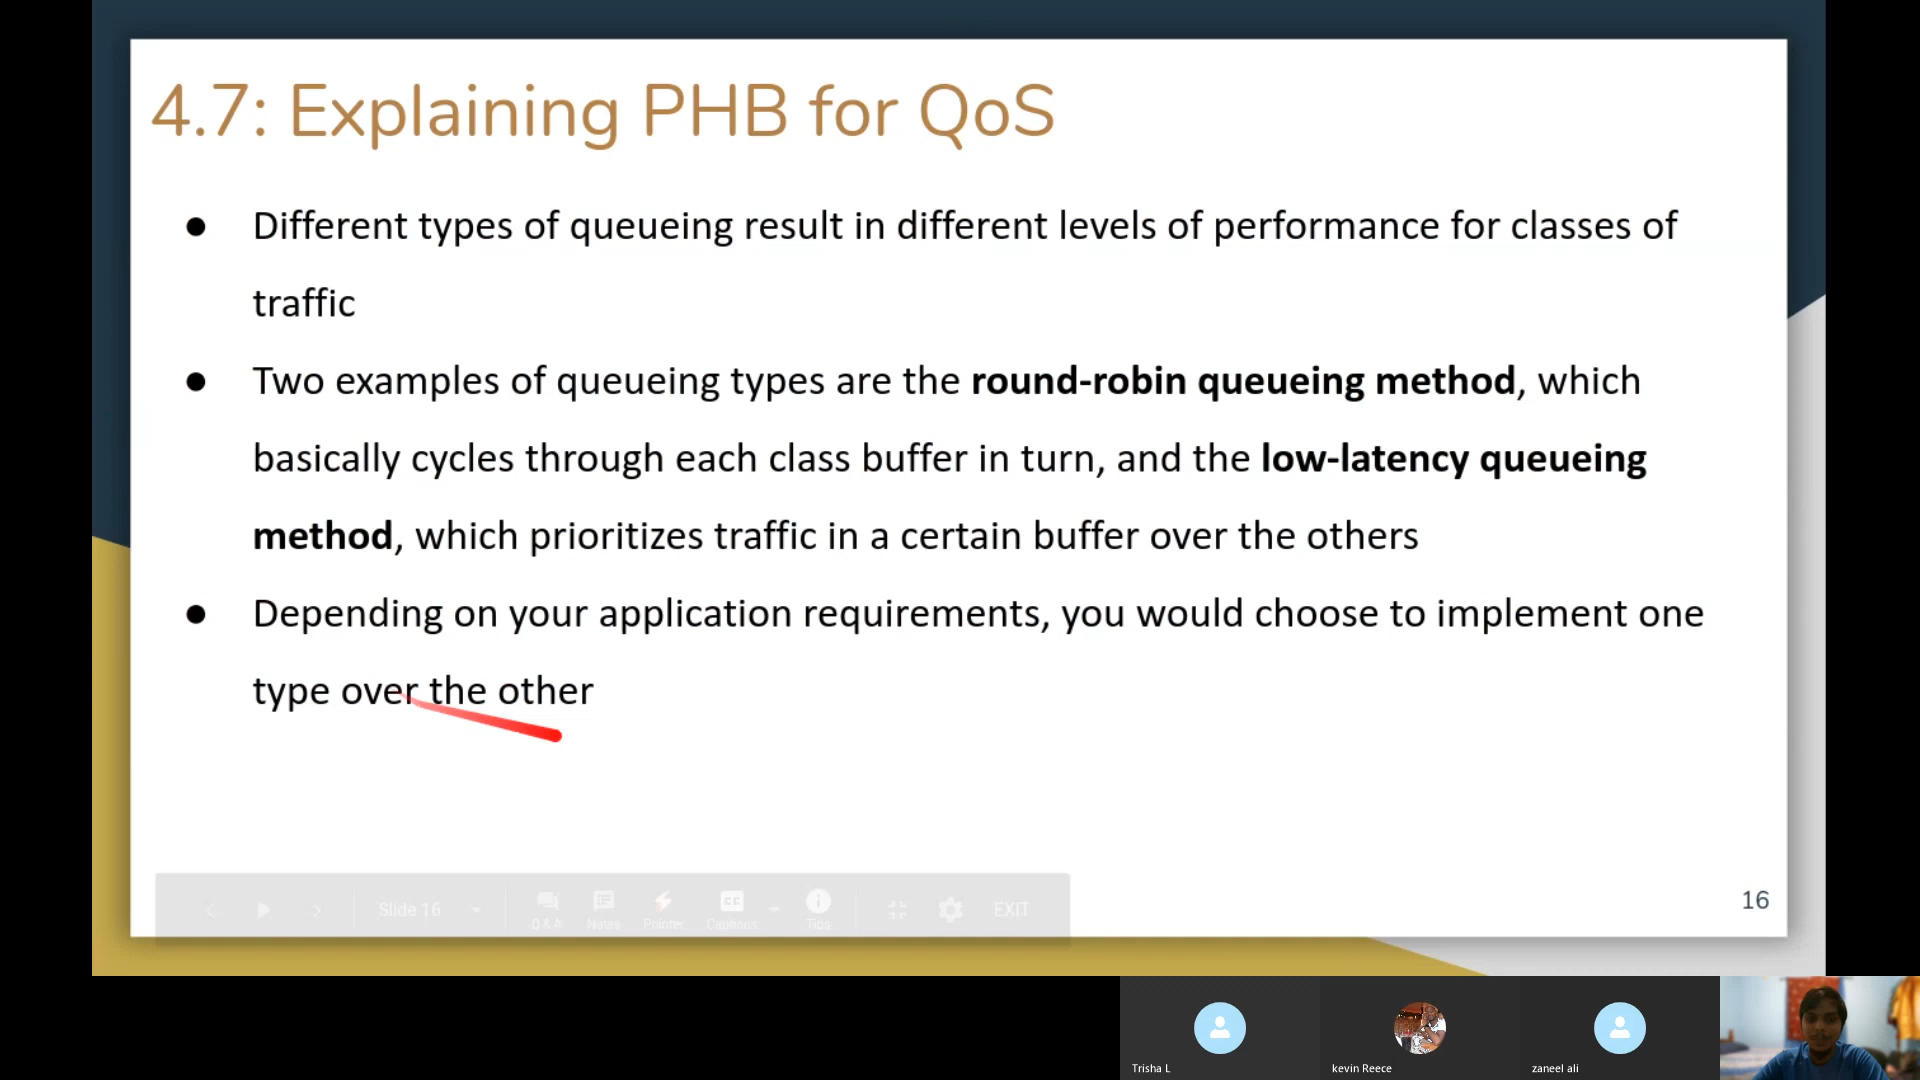 4.7: Explaining PHB for QoS
● Different types of queueing result in different levels of performance for classes of
traffic
● Two examples of queueing types are the round-robin queueing method, which
basically cycles through each class buffer in turn, and the low-latency queueing
method, which prioritizes traffic in a certain buffer over the others
● Depending on your application requirements, you would choose to implement one
type over the other
16
Slide 16
Q & A Notes Pointer Captions Tips EXIT
Trisha L kevin Reece zaneel ali